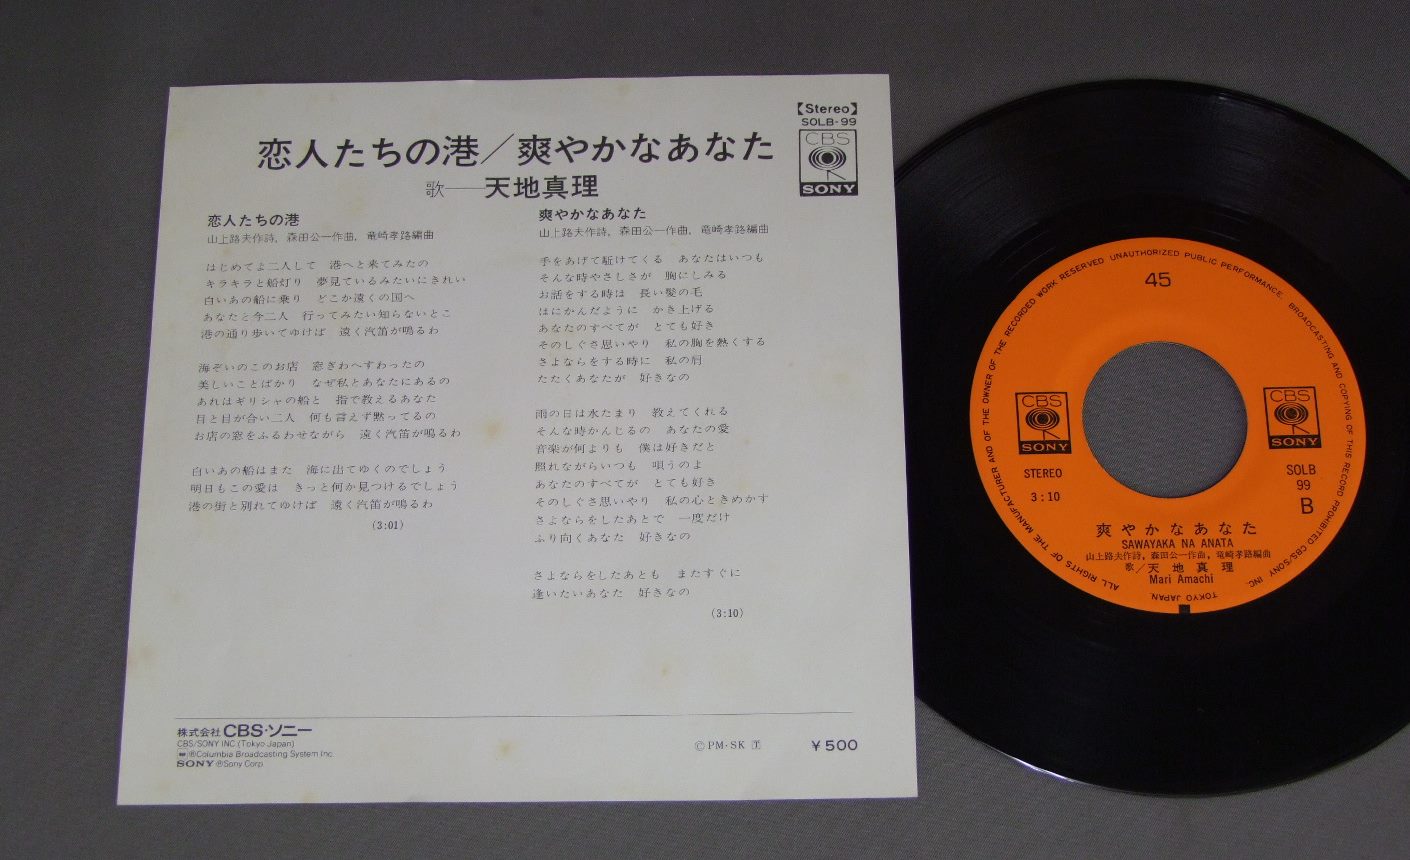 【Stereo】
SOLB-99
CBS
SONY
恋人たちの港／爽やかなあなた
歌──天地真理
恋人たちの港
山上路夫作詩，森田公一作曲，竜崎孝路編曲
はじめてよ二人して　港へと来てみたの
キラキラと船灯り　夢見ているみたいにきれい
白いあの船に乗り　どこか遠くの国へ
あなたと今二人　行ってみたい知らないとこ
港の通り歩いてゆけば　遠く汽笛が鳴るわ
海ぞいのこのお店　窓ぎわへすわったの
美しいことばかり　なぜ私とあなたにあるの
あれはギリシャの船と　指で教えるあなた
目と目が合い二人　何も言えず黙ってるの
お店の窓をふるわせながら　遠く汽笛が鳴るわ
白いあの船はまた　海に出てゆくのでしょう
明日もこの愛は　きっと何か見つけるでしょう
港の街と別れてゆけば　遠く汽笛が鳴るわ
(3:01)
爽やかなあなた
山上路夫作詩，森田公一作曲，竜崎孝路編曲
手をあげて駈けてくる　あなたはいつも
そんな時やさしさが　胸にしみる
お話をする時は　長い髪の毛
はにかんだように　かき上げる
あなたのすべてが　とても好き
そのしぐさ思いやり　私の胸を熱くする
さよならをする時に　私の肩
たたくあなたが　好きなの
雨の日は水たまり　教えてくれる
そんな時かんじるの　あなたの愛
音楽が何よりも　僕は好きだと
照れながらいつも　唄うのよ
あなたのすべてが　とても好き
そのしぐさ思いやり　私の心ときめかす
さよならをしたあとで　一度だけ
ふり向くあなた　好きなの
さよならをしたあとも　またすぐに
逢いたいあなた　好きなの
(3:10)
株式会社 CBS・ソニー
CBS/SONY INC (Tokyo Japan)
®Columbia Broadcasting System Inc
SONY ®Sony Corp
©PM・SK
¥500
ALL RIGHTS OF THE MANUFACTURER AND OF THE OWNER OF THE RECORDED WORK RESERVED UNAUTHORIZED PUBLIC PERFORMANCE, BROADCASTING AND COPYING OF THIS RECORD PROHIBITED CBS/SONY INC. TOKYO JAPAN.
45
CBS
SONY
CBS
SONY
STEREO
3:10
SOLB
99
B
爽やかなあなた
SAWAYAKA NA ANATA
山上路夫作詩，森田公一作曲，竜崎孝路編曲
歌／天地真理
Mari Amachi